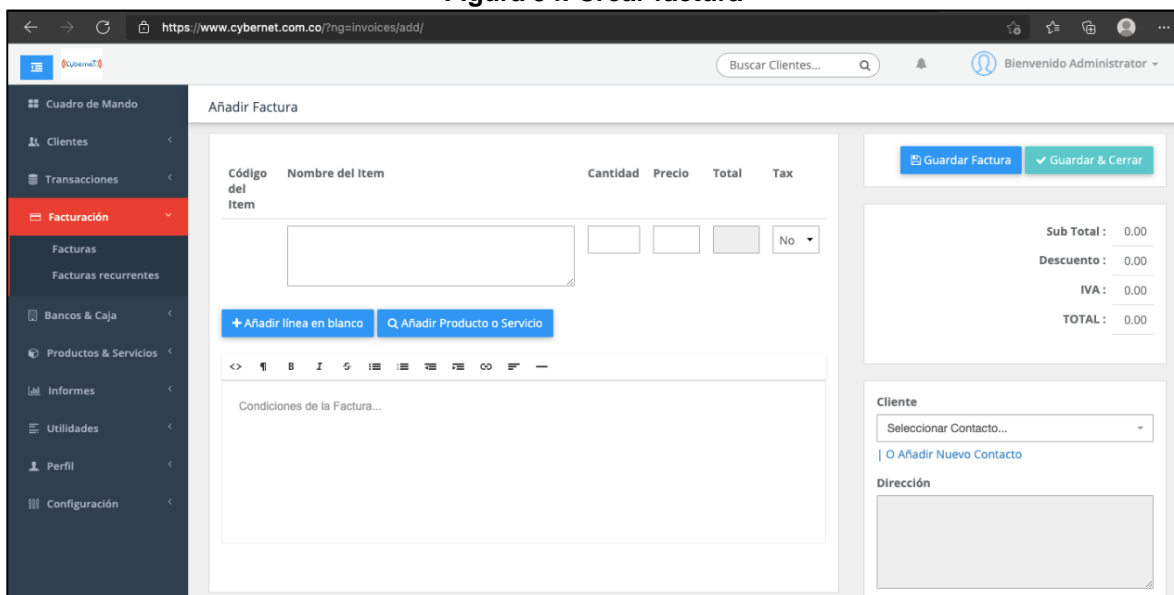 Figura 54. Crear factura
https://www.cybernet.com.co/?ng=invoices/add/
((Cybernet))
Buscar Clientes...
Bienvenido Administrator
Cuadro de Mando
Clientes
Transacciones
Facturación
Facturas
Facturas recurrentes
Bancos & Caja
Productos & Servicios
Informes
Utilidades
Perfil
Configuración
Añadir Factura
Código del Item
Nombre del Item
Cantidad
Precio
Total
Tax
No
+ Añadir línea en blanco
Añadir Producto o Servicio
<> ¶ B I S
Condiciones de la Factura...
Guardar Factura
Guardar & Cerrar
Sub Total : 0.00
Descuento : 0.00
IVA : 0.00
TOTAL : 0.00
Cliente
Seleccionar Contacto...
| O Añadir Nuevo Contacto
Dirección